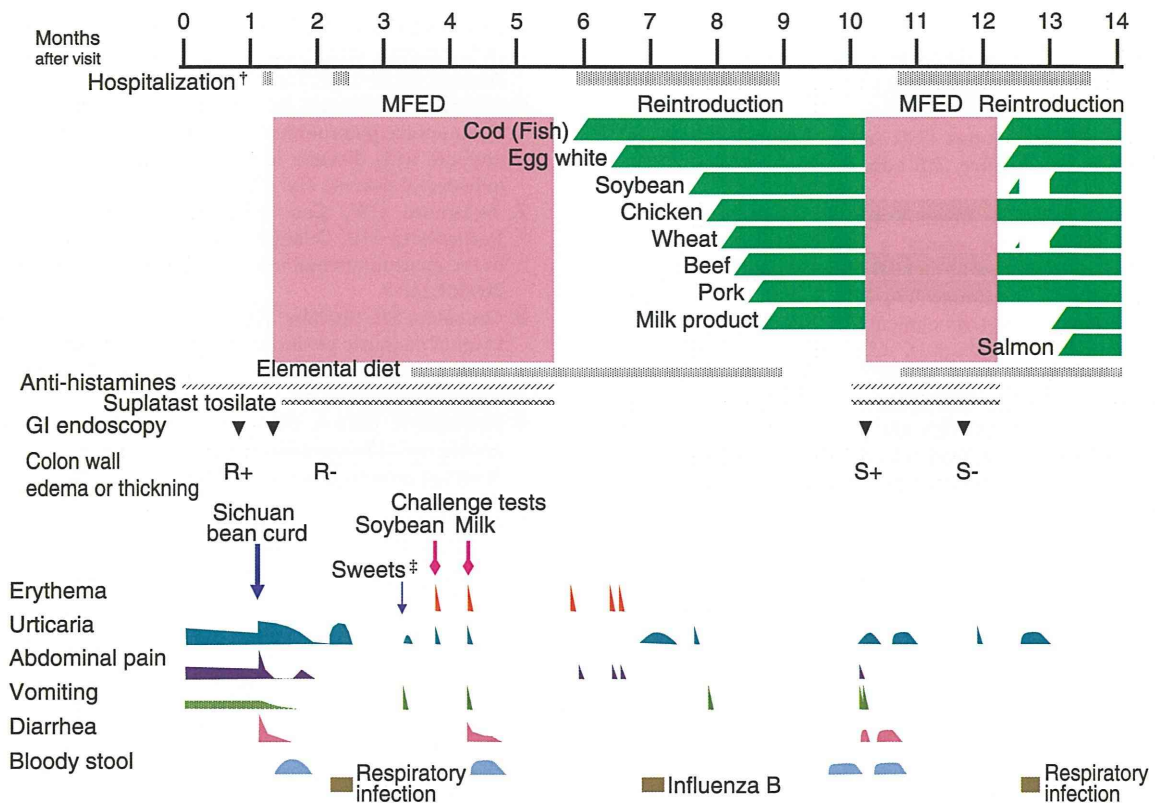 0 1 2 3 4 5 6 7 8 9 10 11 12 13 14
Months
after visit
Hospitalization †
MFED Reintroduction MFED Reintroduction
Cod (Fish)
Egg white
Soybean
Chicken
Wheat
Beef
Pork
Milk product
Salmon
Elemental diet
Anti-histamines
Suplatast tosilate
GI endoscopy
Colon wall
edema or thickning
R+ R- S+ S-
Sichuan
bean curd
Challenge tests
Soybean Milk
Sweets ‡
Erythema
Urticaria
Abdominal pain
Vomiting
Diarrhea
Bloody stool
Respiratory
infection
Influenza B
Respiratory
infection